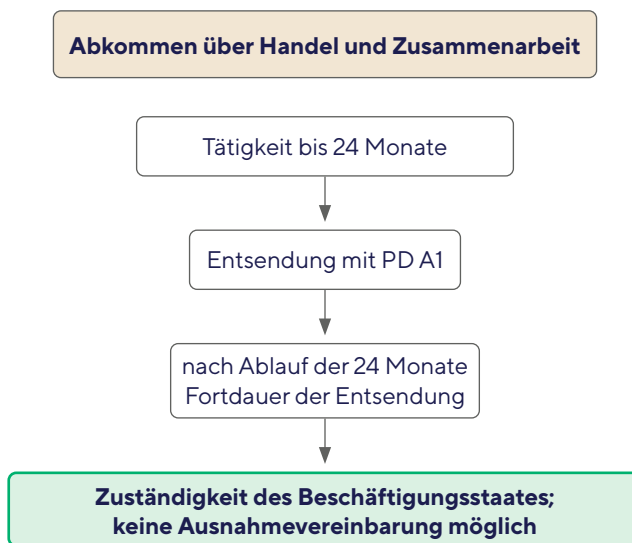 Abkommen über Handel und Zusammenarbeit
Tätigkeit bis 24 Monate
Entsendung mit PD A1
nach Ablauf der 24 Monate
Fortdauer der Entsendung
Zuständigkeit des Beschäftigungsstaates;
keine Ausnahmevereinbarung möglich